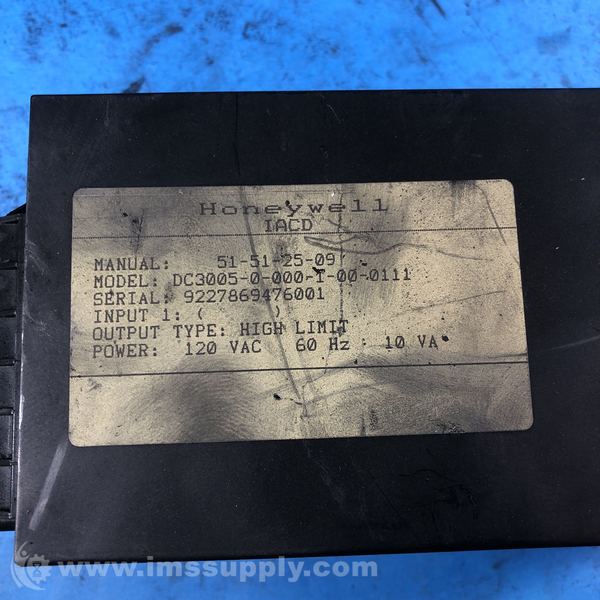 Honeywell
IACD
MANUAL: 51-51-25-09
MODEL: DC3005-0-000-1-00-0111
SERIAL: 9227869476001
INPUT 1: ( )
OUTPUT TYPE: HIGH LIMIT
POWER: 120 VAC 60 Hz 10 VA
© www.imssupply.com/